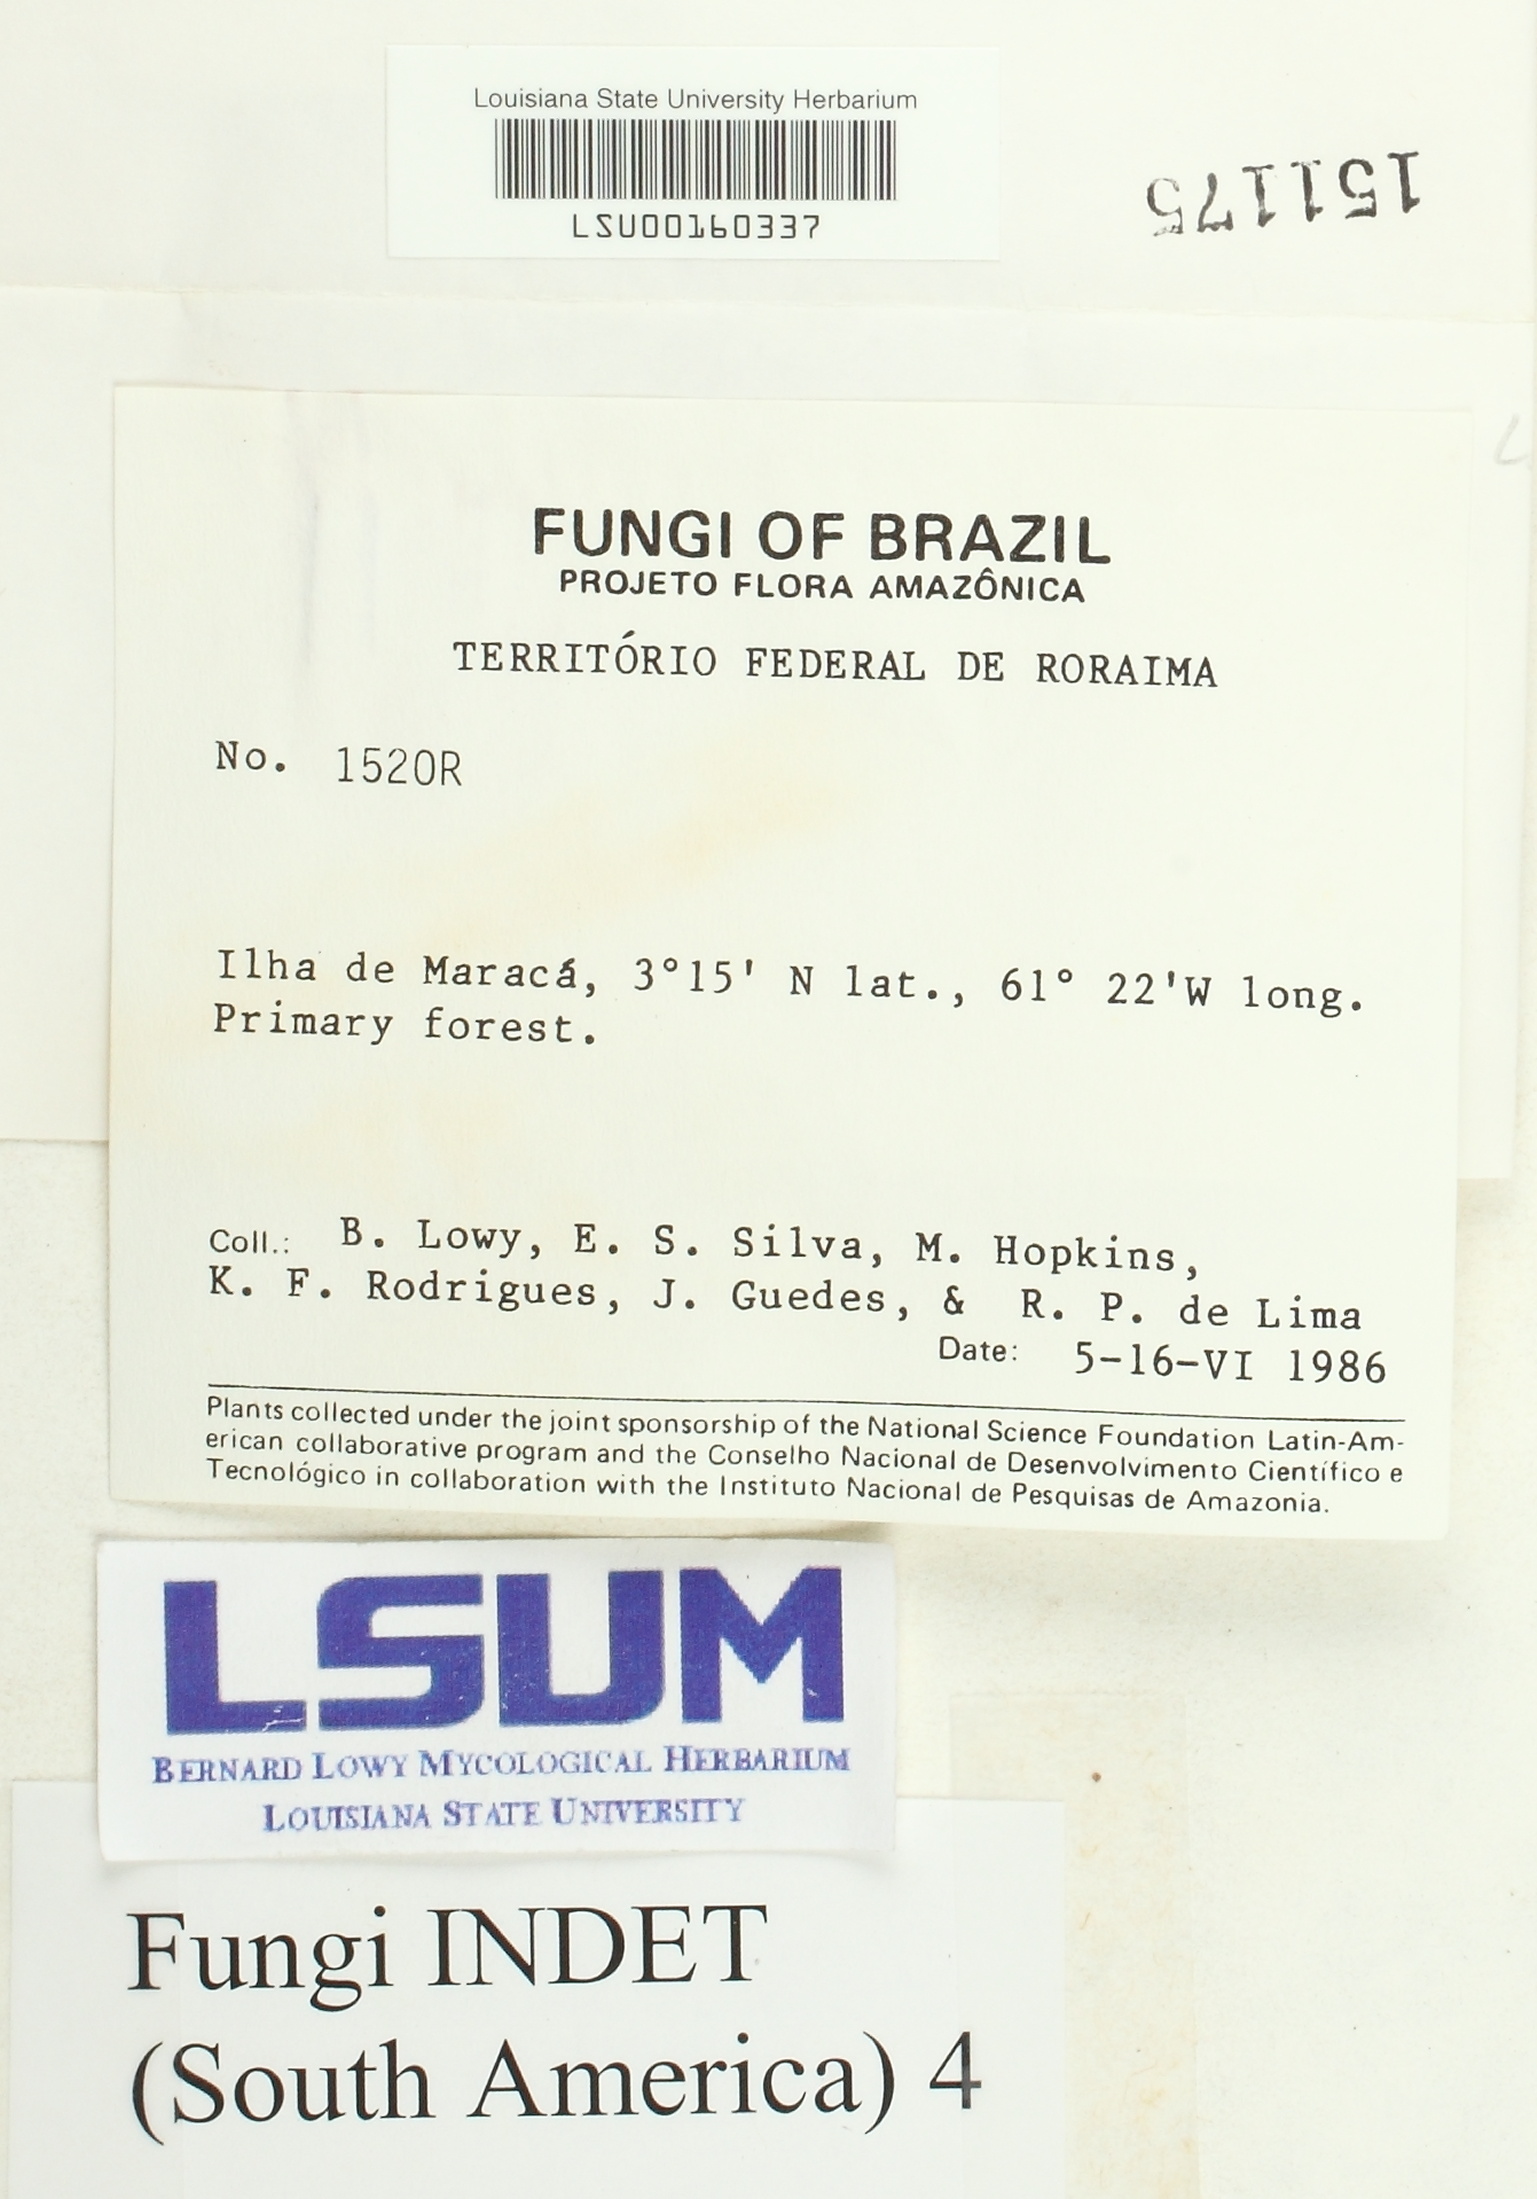 Louisiana State University Herbarium
LSU00160337
151175
FUNGI OF BRAZIL
PROJETO FLORA AMAZÔNICA
TERRITÓRIO FEDERAL DE RORAIMA
No. 1520R
Ilha de Maracá, 3°15' N lat., 61° 22'W long.
Primary forest.
Coll.: B. Lowy, E. S. Silva, M. Hopkins,
K. F. Rodrigues, J. Guedes, & R. P. de Lima
Date: 5-16-VI 1986
Plants collected under the joint sponsorship of the National Science Foundation Latin-Am-
erican collaborative program and the Conselho Nacional de Desenvolvimento Científico e
Tecnológico in collaboration with the Instituto Nacional de Pesquisas de Amazonia.
LSUM
BERNARD LOWY MYCOLOGICAL HERBARIUM
LOUISIANA STATE UNIVERSITY
Fungi INDET
(South America) 4